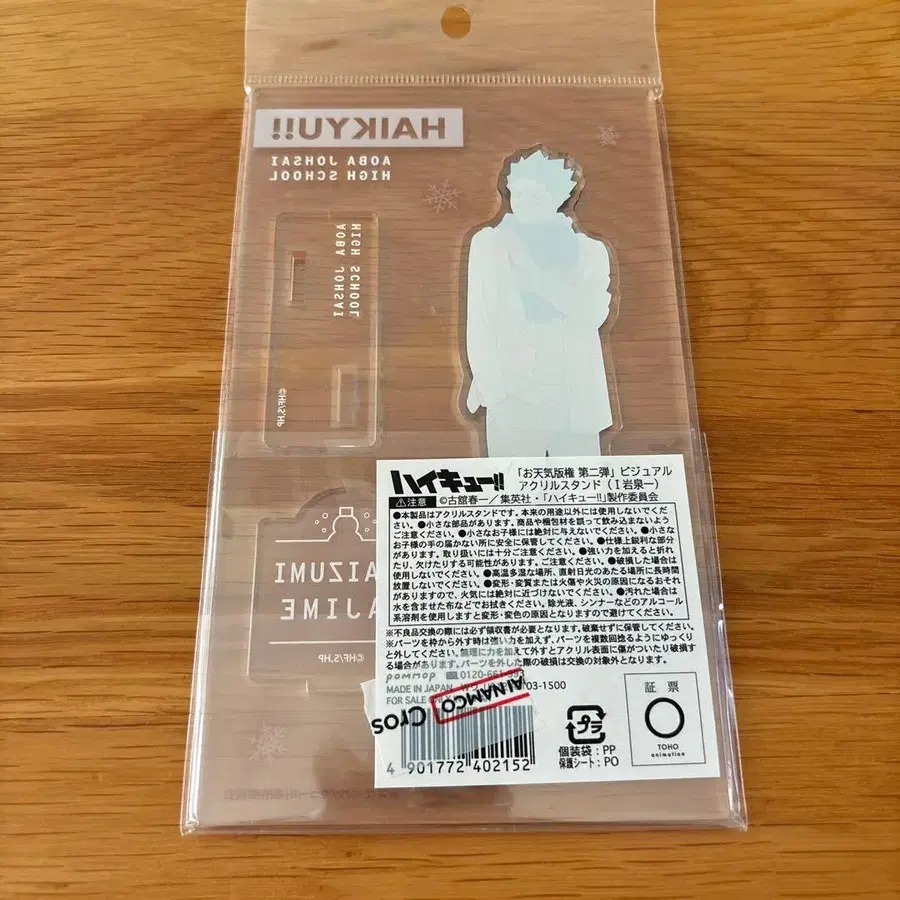 HAIKYU!!
AOBA JOHSAI
HIGH SCHOOL
HIGH SCHOOL
AOBA JOHSAI
©HF/S,HP
AIZUMI
AJIME
©HF/S,HP
ハイキュー!!
「お天気版権 第二弾」ビジュアル
アクリルスタンド（I 岩泉一）
⚠注意 ©古舘春一／集英社・「ハイキュー!!」製作委員会
●本製品はアクリルスタンドです。本来の用途以外には使用しないでくだ
さい。●小さな部品があります。商品や梱包材を誤って飲み込まないよう
ご注意ください。●小さなお子様には絶対に与えないでください。●小さな
お子様の手の届かない所に安全に保管してください。●仕様上鋭利な部分
があります。取り扱いには十分ご注意ください。●強い力を加えると折れ
たり、欠けたりする可能性があります。ご注意ください。●破損した場合は
使用しないでください。●高温多湿な場所、直射日光のあたる場所に長時間
放置しないでください。●変形・変質または火傷や火災の原因になるおそれ
がありますので、火気には絶対に近づけないでください。●汚れた場合は
水を含ませた布などでお拭きください。除光液、シンナーなどのアルコール
系溶剤を使用しますと変形・変色の原因となりますので避けてください。
※不良品交換の際には必ず領収書が必要となります。破棄せずに保管してください。
※パーツを枠から外す時は強い力を加えず、パーツを複数回捻るようにゆっくり
と外してください。無理に力を加えて外すとアクリル表面に傷がついたり破損す
る場合があります。パーツを外した際の破損は交換の対象外となります。
pommop 0120-661-
MADE IN JAPAN 03-1500
FOR SALE
AI NAMCO
Cros
4 901772 402152
プラ
個装袋：PP
保護シート：PO
証票
TOHO
animation